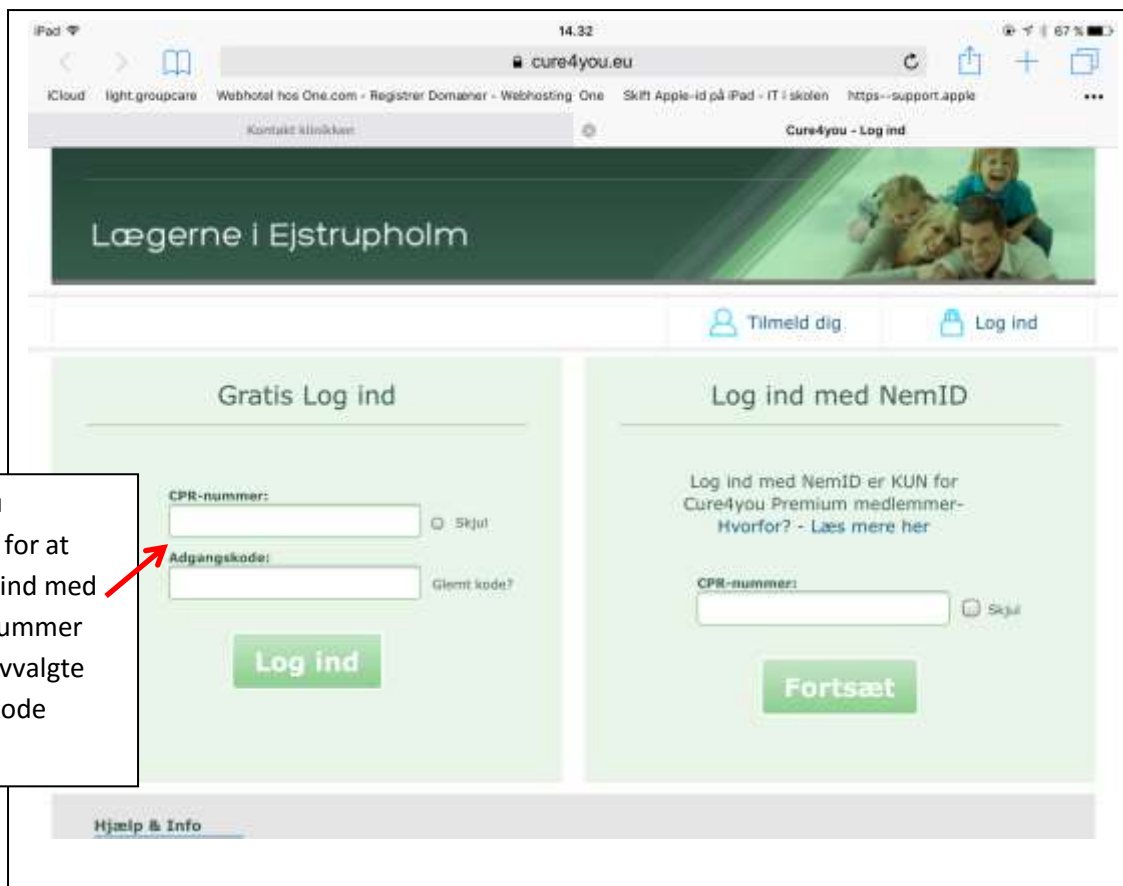 iPad 14.32 67 %
cure4you.eu
iCloud light.groupcare Webhotel hos One.com - Registrer Domæner - Webhosting One Skift Apple-id på iPad - IT i skolen https--support.apple •••
Kontakt klinikken Cure4you - Log ind
Lægerne i Ejstrupholm
Tilmeld dig Log ind
Gratis Log ind
CPR-nummer:
Skjul
Adgangskode:
Glemt kode?
Log ind
Log ind med NemID
Log ind med NemID er KUN for
Cure4you Premium medlemmer-
Hvorfor? - Læs mere her
CPR-nummer:
Skjul
Fortsæt
for at
ind med
ummer
vvalgte
ode
Hjælp & Info